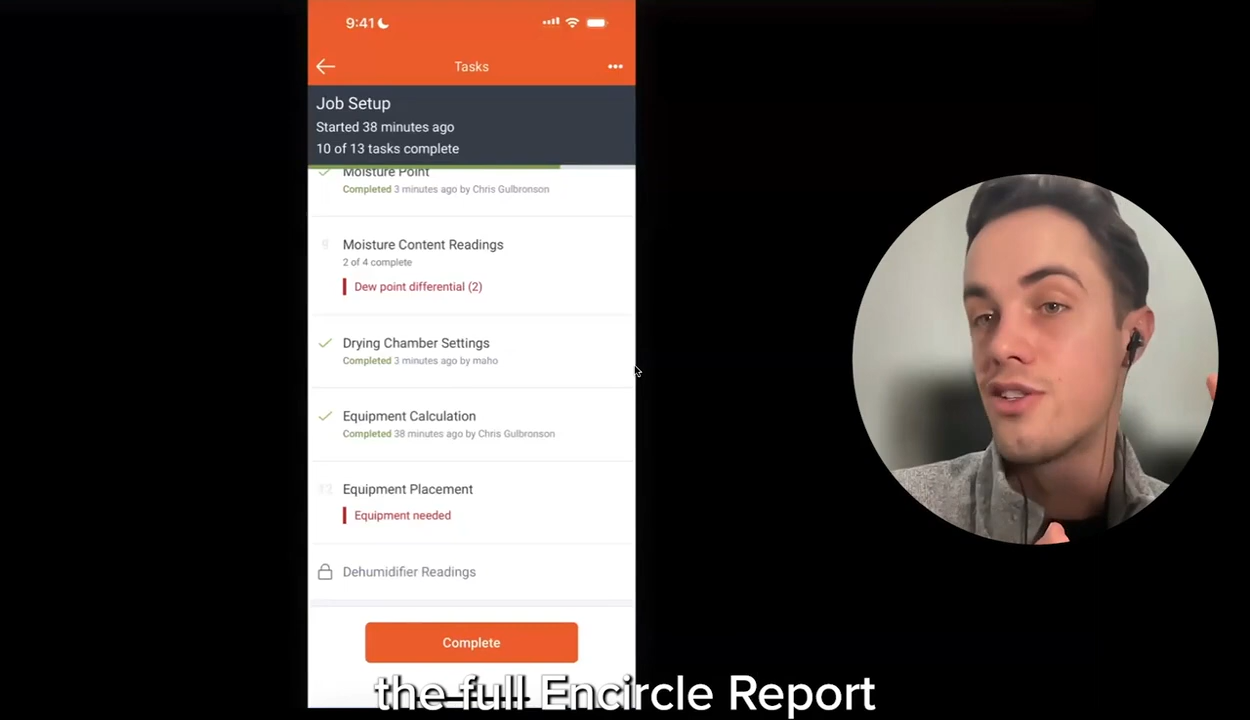 9:41
Tasks
Job Setup
Started 38 minutes ago
10 of 13 tasks complete
Moisture Point
Completed 3 minutes ago by Chris Gulbronson
9
Moisture Content Readings
2 of 4 complete
Dew point differential (2)
Drying Chamber Settings
Completed 3 minutes ago by maho
Equipment Calculation
Completed 38 minutes ago by Chris Gulbronson
12
Equipment Placement
Equipment needed
Dehumidifier Readings
Complete
the full Encircle Report